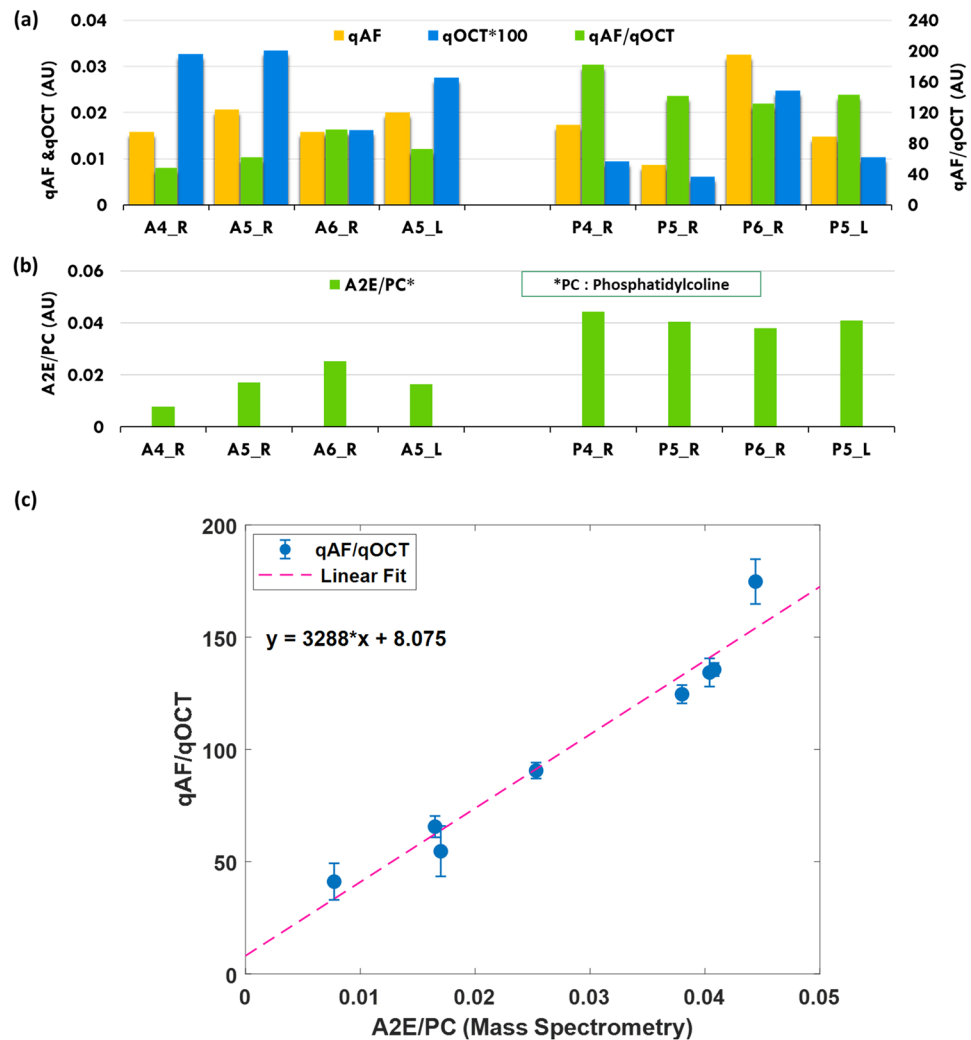 (a)
qAF qOCT*100 qAF/qOCT
qAF &qOCT (AU)
0.04
0.03
0.02
0.01
0
qAF/qOCT (AU)
240
200
160
120
80
40
0
A4_R A5_R A6_R A5_L P4_R P5_R P6_R P5_L
(b)
A2E/PC*
*PC : Phosphatidylcoline
A2E/PC (AU)
0.06
0.04
0.02
0
A4_R A5_R A6_R A5_L P4_R P5_R P6_R P5_L
(c)
qAF/qOCT
Linear Fit
y = 3288*x + 8.075
qAF/qOCT
200
150
100
50
0
0 0.01 0.02 0.03 0.04 0.05
A2E/PC (Mass Spectrometry)